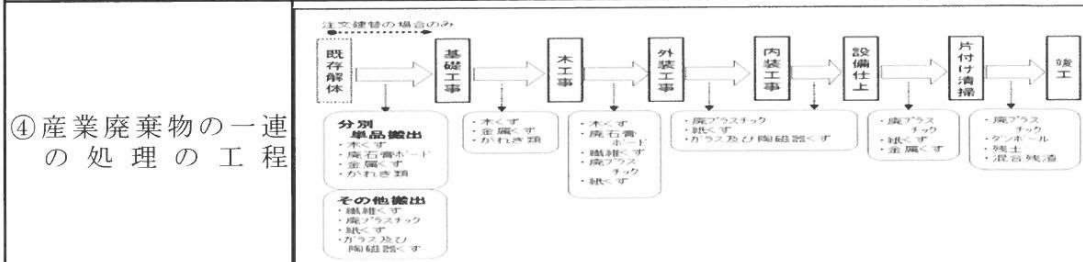 ④産業廃棄物の一連
の処理の工程
注文建替の場合のみ
既存解体
基礎工事
木工事
外装工事
内装工事
設備仕上
片付け清掃
竣工
分別
単品搬出
・木くず
・廃石膏ボード
・金属くず
・がれき類
その他搬出
・繊維くず
・廃プラスチック
・紙くず
・ガラス及び
陶磁器くず
・木くず
・金属くず
・がれき類
・木くず
・廃石膏
ボード
・繊維くず
・廃プラス
チック
・紙くず
・廃プラスチック
・紙くず
・ガラス及び陶磁器くず
・廃プラス
チック
・紙くず
・金属くず
・廃プラス
チック
・ダンボール
・残土
・混合残渣